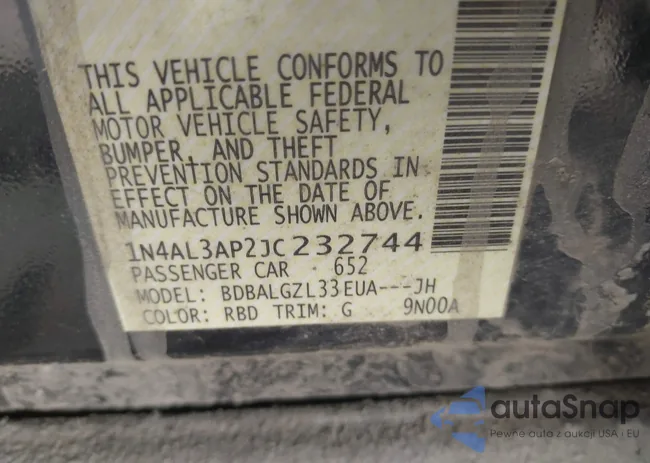 THIS VEHICLE CONFORMS TO
ALL APPLICABLE FEDERAL
MOTOR VEHICLE SAFETY,
BUMPER, AND THEFT
PREVENTION STANDARDS IN
EFFECT ON THE DATE OF
MANUFACTURE SHOWN ABOVE.
1N4AL3AP2JC232744
PASSENGER CAR - 652
MODEL: BDBALGZL33EUA---JH
COLOR: RBD TRIM: G 9N00A
autaSnap
Pewne auto z aukcji USA i EU